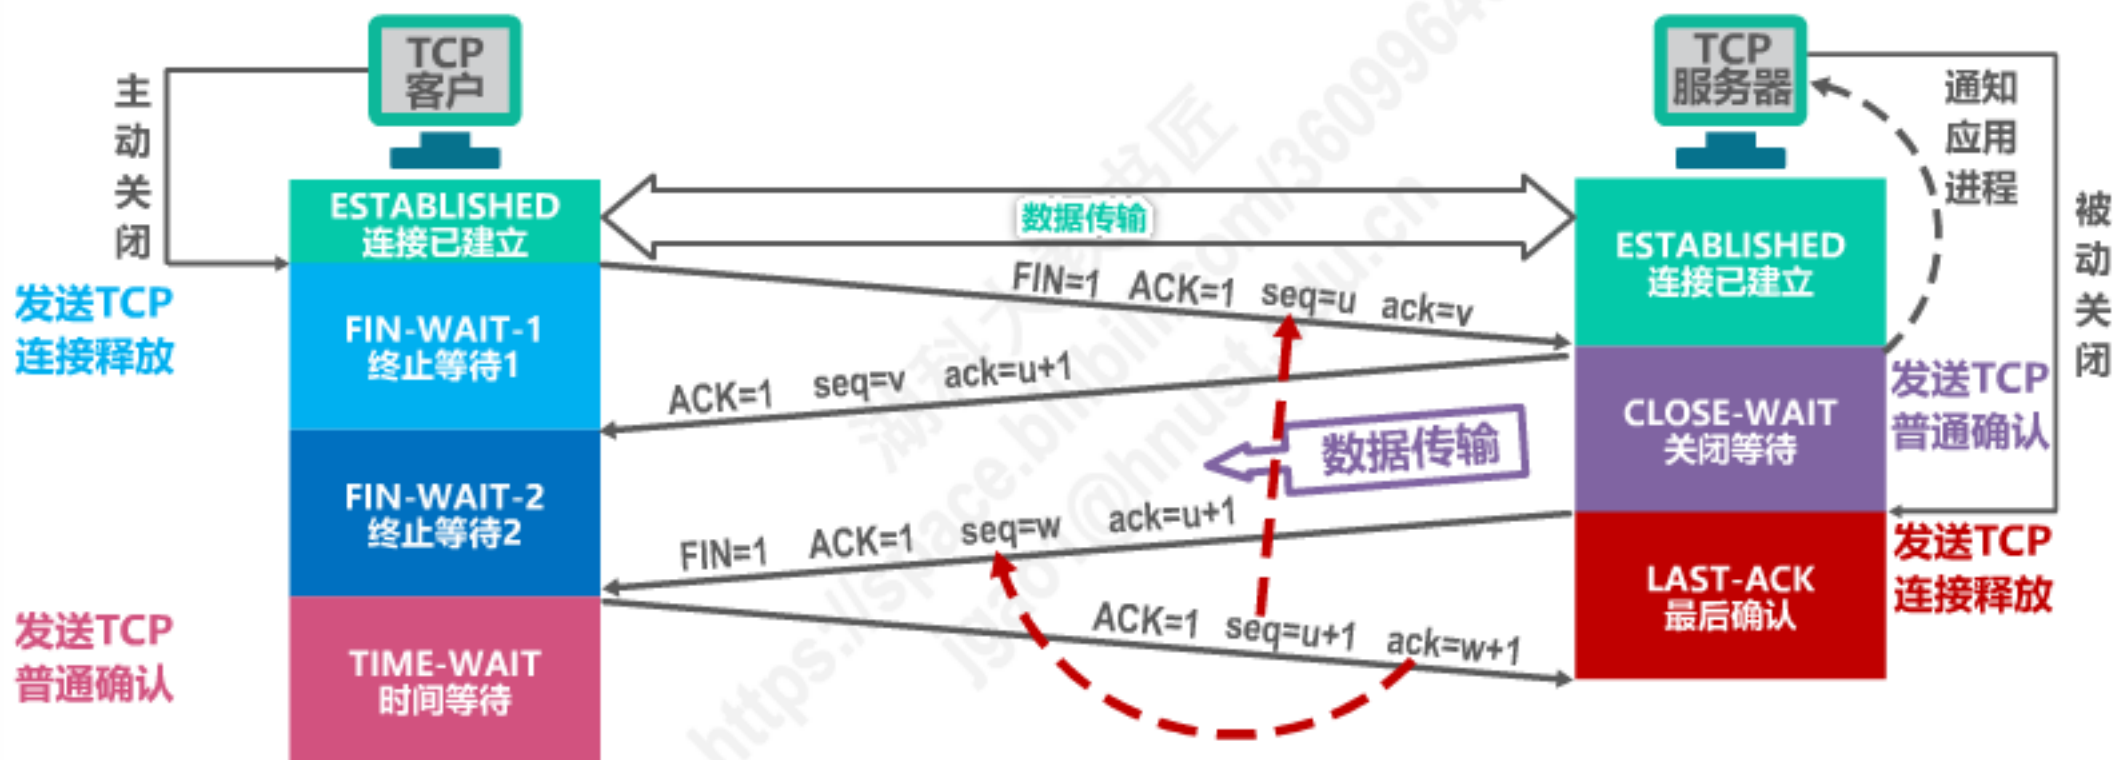 TCP
客户
TCP
服务器
主动关闭
通知
应用
进程
被动关闭
ESTABLISHED
连接已建立
数据传输
ESTABLISHED
连接已建立
FIN=1 ACK=1 seq=u ack=v
发送TCP
连接释放
FIN-WAIT-1
终止等待1
ACK=1 seq=v ack=u+1
发送TCP
普通确认
CLOSE-WAIT
关闭等待
数据传输
FIN-WAIT-2
终止等待2
FIN=1 ACK=1 seq=w ack=u+1
发送TCP
连接释放
LAST-ACK
最后确认
ACK=1 seq=u+1 ack=w+1
发送TCP
普通确认
TIME-WAIT
时间等待